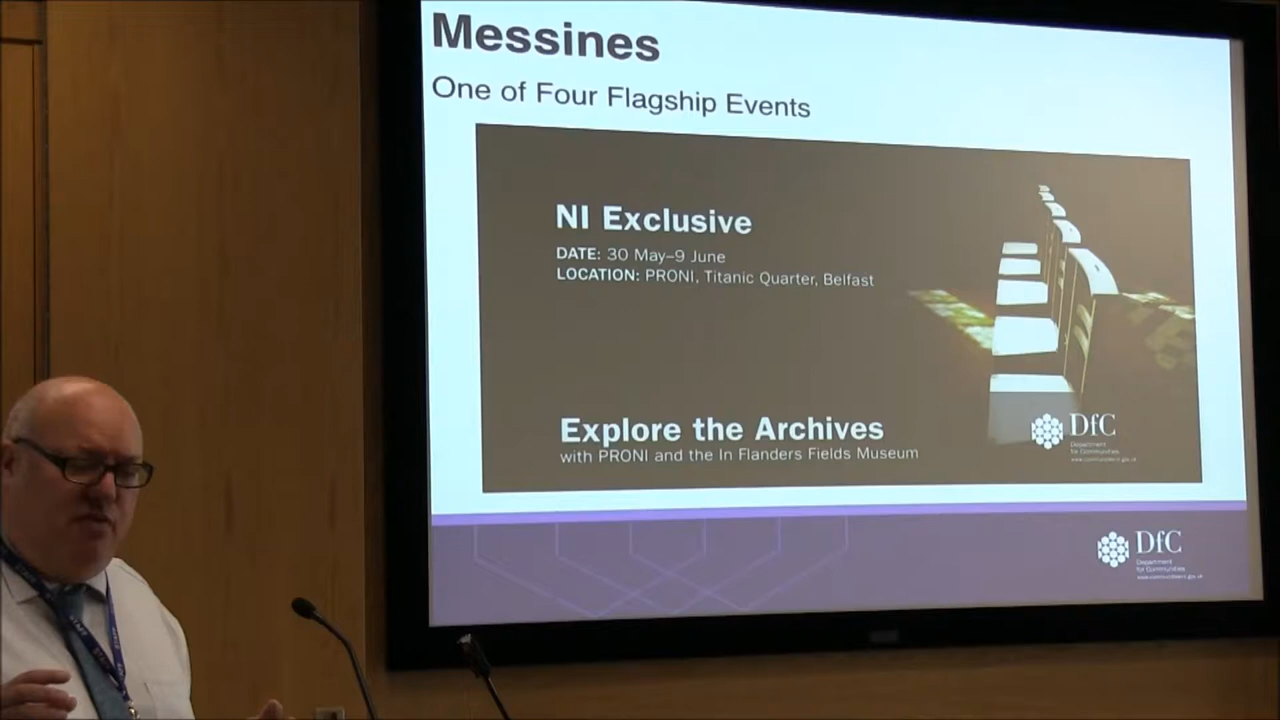 Messines
One of Four Flagship Events
NI Exclusive
DATE: 30 May–9 June
LOCATION: PRONI, Titanic Quarter, Belfast
Explore the Archives
with PRONI and the In Flanders Fields Museum
DfC
Department
for Communities
DfC
Department
for Communities